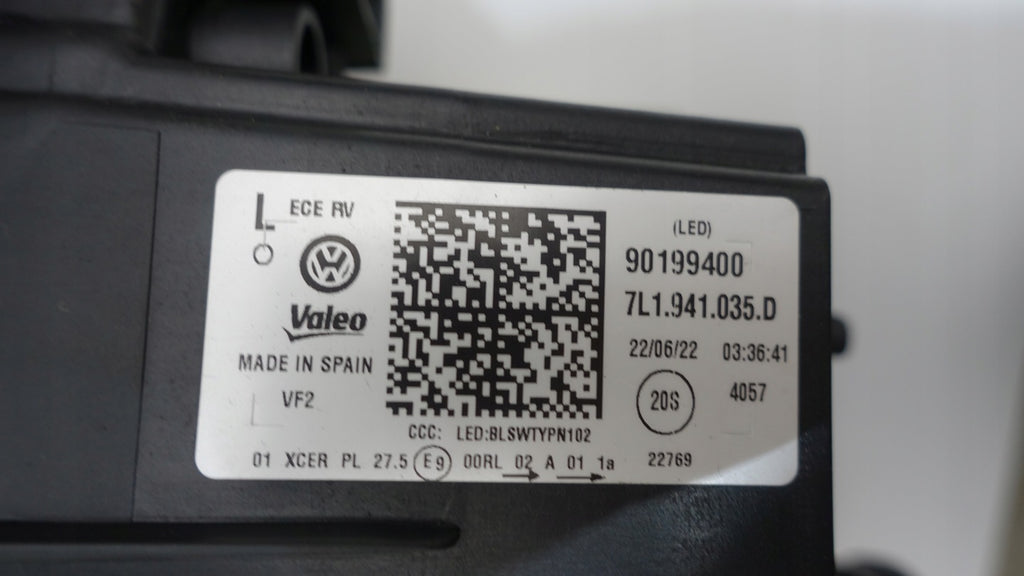 L ECE RV
Valeo
MADE IN SPAIN
VF2
(LED)
90199400
7L1.941.035.D
22/06/22 03:36:41
20S 4057
CCC: LED:BLSWTYPN102
01 XCER PL 27.5 E9 00RL 02 A 01 1a 22769